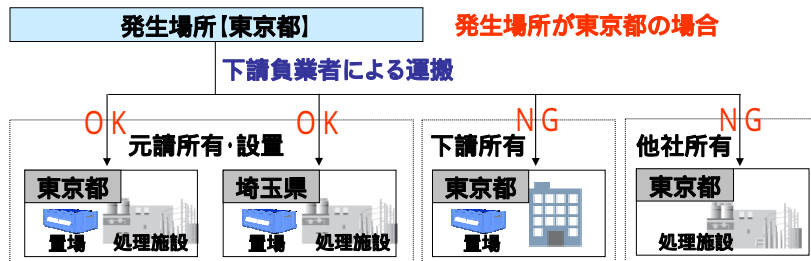 発生場所【東京都】
発生場所が東京都の場合
下請負業者による運搬
OK
OK
NG
NG
元請所有・設置
下請所有
他社所有
東京都
埼玉県
東京都
東京都
置場
処理施設
置場
処理施設
置場
処理施設